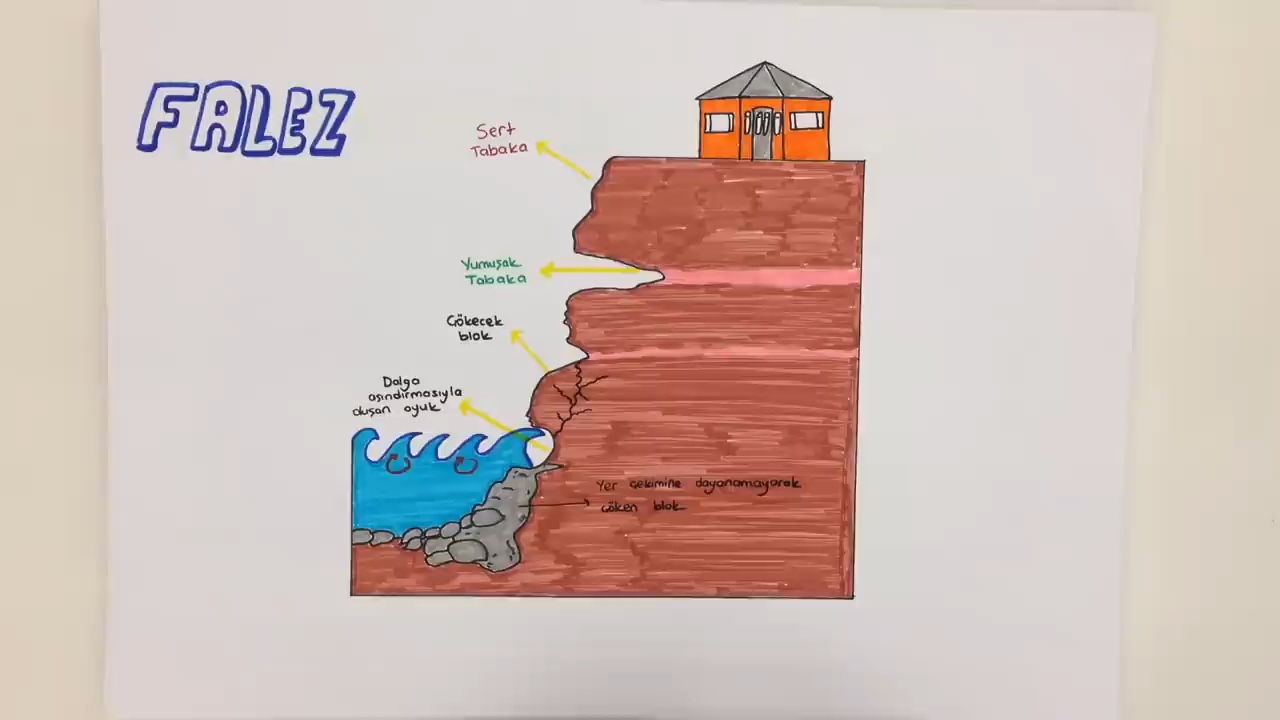 FALEZ
Sert
Tabaka
Yumuşak
Tabaka
Çökecek
blok
Dalga
aşındırmasıyla
oluşan oyuk
Yer çekimine dayanamayarak
çöken blok